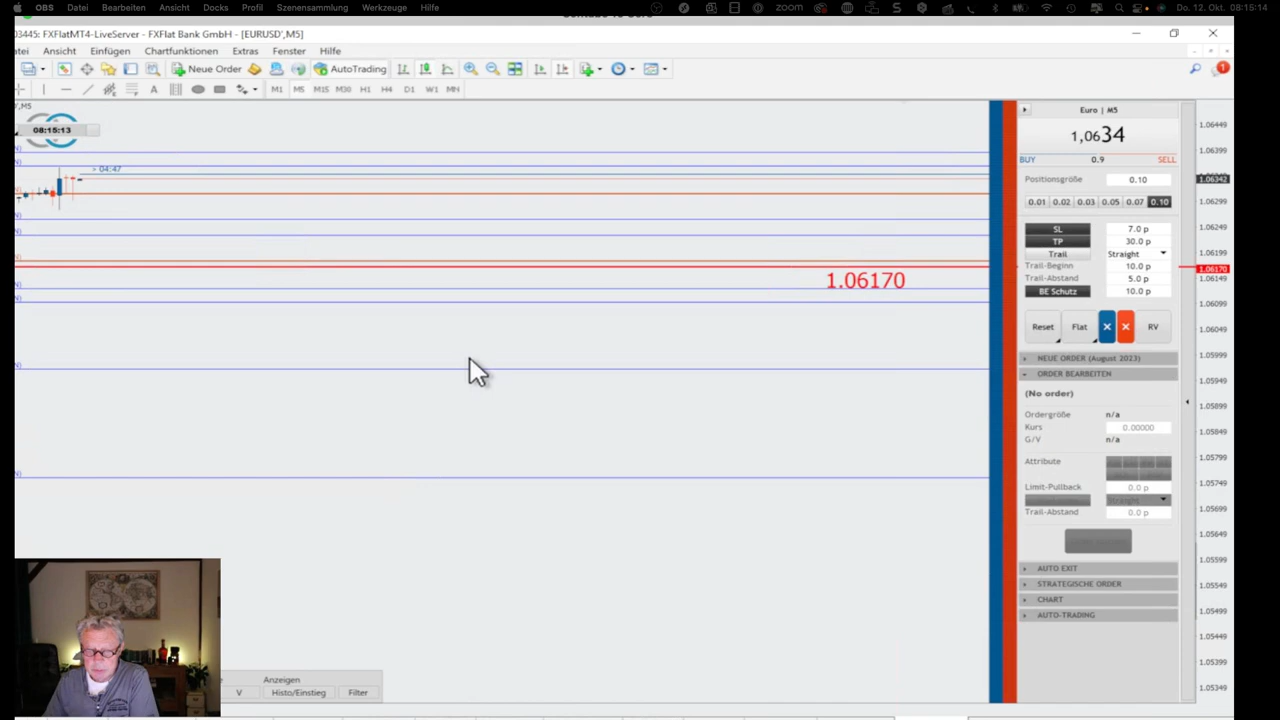 OBS Datei Bearbeiten Ansicht Docks Profil Szenensammlung Werkzeuge Hilfe ZOOM Do. 12. Okt. 08:15:14
03445: FXFlatMT4-LiveServer - FXFlat Bank GmbH - [EURUSD',M5]
atei Ansicht Einfügen Chartfunktionen Extras Fenster Hilfe
Neue Order AutoTrading 1
A M1 M5 M15 M30 H1 H4 D1 W1 MN
',M5
08:15:13
> 04:47
1.06170
Euro | M5
1,0634
BUY 0.9 SELL
Positionsgröße 0.10
0.01 0.02 0.03 0.05 0.07 0.10
SL 7.0 p
TP 30.0 p
Trail Straight
Trail-Beginn 10.0 p
Trail-Abstand 5.0 p
BE Schutz 10.0 p
Reset Flat × × RV
NEUE ORDER (August 2023)
ORDER BEARBEITEN
(No order)
Ordergröße n/a
Kurs 0.00000
G/V n/a
Attribute
Limit-Pullback 0.0 p
Straight
Trail-Abstand 0.0 p
AUTO EXIT
STRATEGISCHE ORDER
CHART
AUTO-TRADING
1.06449
1.06399
1.06342
1.06299
1.06249
1.06199
1.06170
1.06149
1.06099
1.06049
1.05999
1.05949
1.05899
1.05849
1.05799
1.05749
1.05699
1.05649
1.05599
1.05549
1.05499
1.05449
1.05399
1.05349
Anzeigen
V Histo/Einstieg Filter